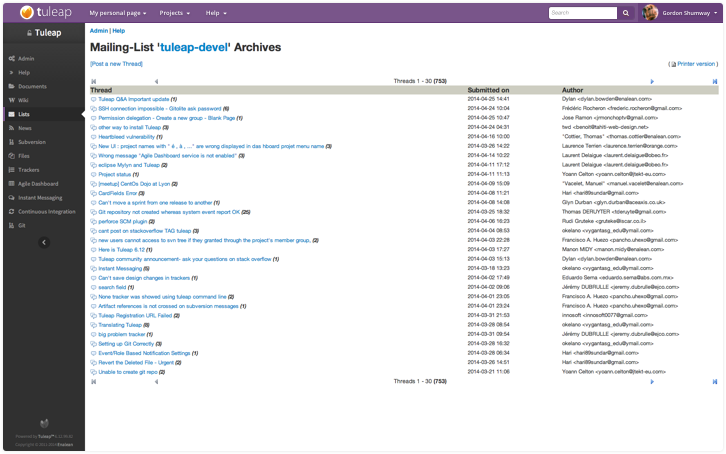 tuleap My personal page Projects Help Search Gordon Shumway
Tuleap
Admin
Help
Documents
Wiki
Lists
News
Subversion
Files
Trackers
Agile Dashboard
Instant Messaging
Continuous Integration
Git
Admin | Help
Mailing-List 'tuleap-devel' Archives
[Post a new Thread] ( Printer version )
Threads 1 - 30 (753)
Thread Submitted on Author
Tuleap Q&A Important update (1) 2014-04-25 14:41 Dylan <dylan.bowden@enalean.com>
SSH connection impossible - Gitolite ask password (6) 2014-04-24 10:04 Frédéric Rocheron <frederic.rocheron@gmail.com>
Permission delegation - Create a new group - Blank Page (1) 2014-04-25 10:47 Jose Ramon <jrmonchoptv@gmail.com>
other way to install Tuleap (3) 2014-04-24 04:31 twd <benoit@tahiti-web-design.net>
Heartbleed vulnerability (1) 2014-04-16 10:00 "Cottier, Thomas" <thomas.cottier@enalean.com>
New UI : project names with " é , à , ..." are wrong displayed in das hboard projet menu name (3) 2014-03-26 14:22 Laurence Terrien <laurence.terrien@orange.com>
Wrong message "Agile Dashboard service is not enabled" (3) 2014-04-14 10:22 Laurent Delaigue <laurent.delaigue@obeo.fr>
eclipse Mylyn and Tuleap (2) 2014-04-11 17:12 Laurent Delaigue <laurent.delaigue@obeo.fr>
Project status (1) 2014-04-11 11:13 Yoann Celton <yoann.celton@jtekt-eu.com>
[meetup] CentOs Dojo at Lyon (2) 2014-04-09 15:09 "Vacelet, Manuel" <manuel.vacelet@enalean.com>
CardFields Error (3) 2014-04-08 11:21 Hari <hari89sundar@gmail.com>
Can't move a sprint from one release to another (1) 2014-04-08 14:08 Glyn Durban <glyn.durban@aceaxis.co.uk>
Git repository not created whereas system event report OK (25) 2014-03-25 18:32 Thomas DERUYTER <tderuyte@gmail.com>
perforce SCM plugin (2) 2014-04-06 16:23 Rudi Gruteke <gruteke@iscar.co.il>
cant post on stackoverflow TAG tuleap (3) 2014-04-04 08:53 okelano <vygantasg_edu@ymail.com>
new users cannot access to svn tree if they granted through the project's member group, (2) 2014-04-03 22:28 Francisco A. Huezo <pancho.uhexo@gmail.com>
Here is Tuleap 6.12 (1) 2014-04-03 17:27 Manon MIDY <manon.midy@enalean.com>
Tuleap community announcement- ask your questions on stack overflow (1) 2014-04-03 15:13 Dylan <dylan.bowden@enalean.com>
Instant Messaging (5) 2014-03-18 13:23 okelano <vygantasg_edu@ymail.com>
Can't save design changes in trackers (1) 2014-04-02 17:49 Eduardo Serna <eduardo.serna@abs.com.mx>
search field (1) 2014-04-02 09:06 Jérémy DUBRULLE <jeremy.dubrulle@ejco.com>
None tracker was showed using tuleap command line (2) 2014-04-01 23:05 Francisco A. Huezo <pancho.uhexo@gmail.com>
Artifact references is not crossed on subversion messages (1) 2014-04-01 23:24 Francisco A. Huezo <pancho.uhexo@gmail.com>
Tuleap Registration URL Failed (2) 2014-03-31 21:53 innosoft <innosoft0077@gmail.com>
Translating Tuleap (8) 2014-03-28 08:54 okelano <vygantasg_edu@ymail.com>
big problem tracker (1) 2014-03-31 09:54 Jérémy DUBRULLE <jeremy.dubrulle@ejco.com>
Setting up Git Correctly (3) 2014-03-28 16:32 okelano <vygantasg_edu@ymail.com>
Event/Role Based Notification Settings (1) 2014-03-28 06:34 Hari <hari89sundar@gmail.com>
Revert the Deleted File - Urgent (2) 2014-03-26 14:51 Hari <hari89sundar@gmail.com>
Unable to create git repo (2) 2014-03-21 11:06 Yoann Celton <yoann.celton@jtekt-eu.com>
Threads 1 - 30 (753)
Powered by Tuleap™